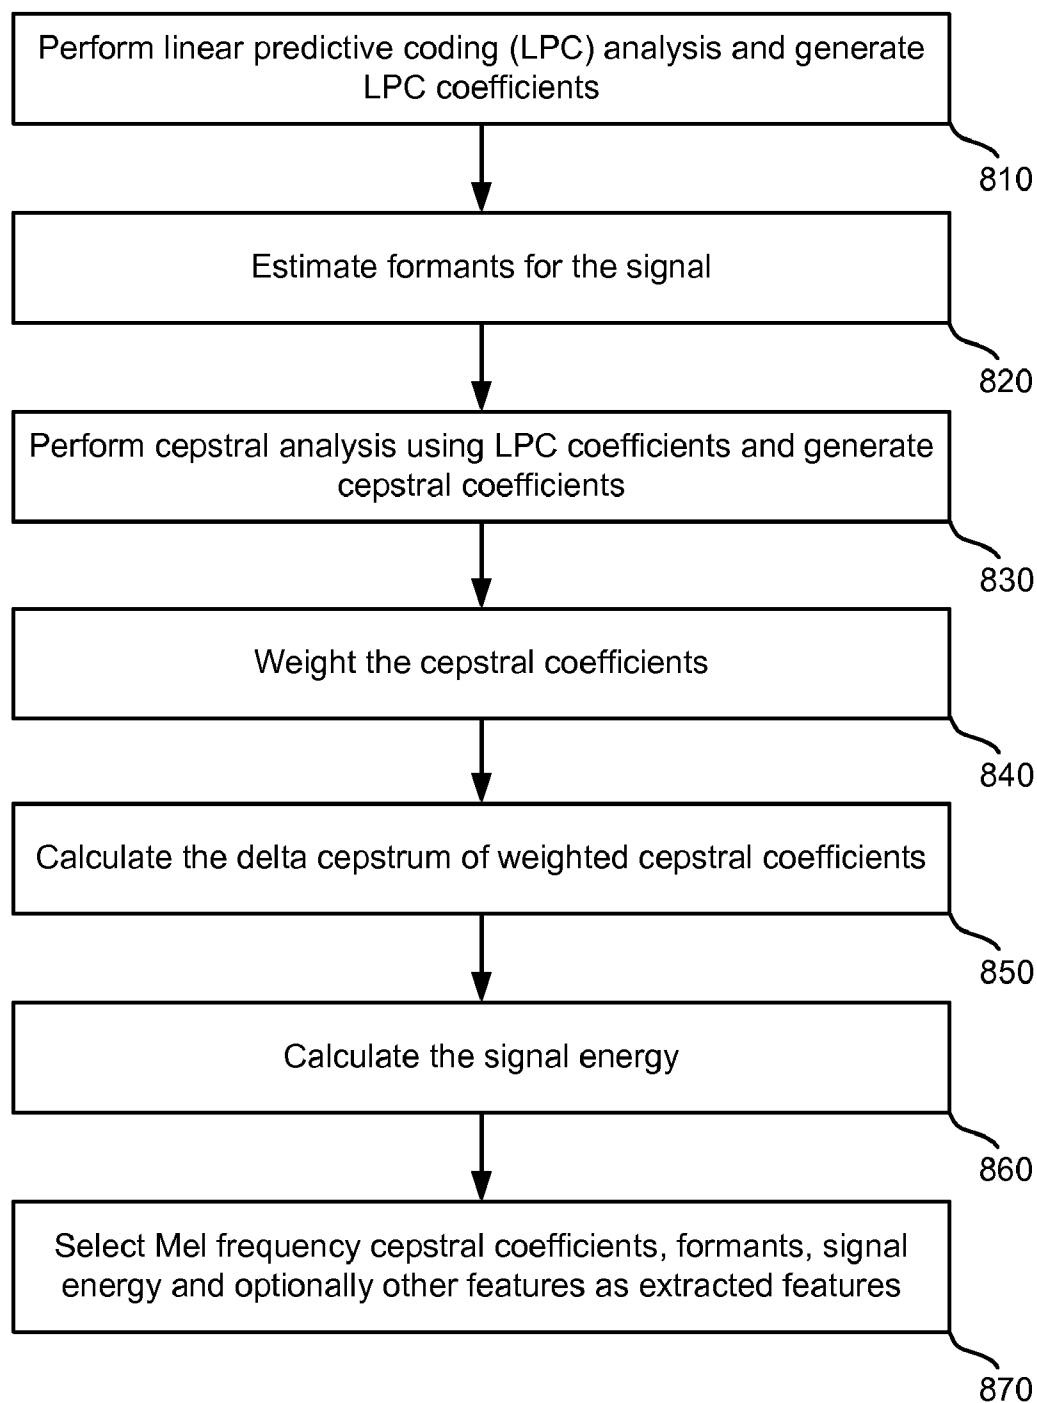 Perform linear predictive coding (LPC) analysis and generate
LPC coefficients
810
Estimate formants for the signal
820
Perform cepstral analysis using LPC coefficients and generate
cepstral coefficients
830
Weight the cepstral coefficients
840
Calculate the delta cepstrum of weighted cepstral coefficients
850
Calculate the signal energy
860
Select Mel frequency cepstral coefficients, formants, signal
energy and optionally other features as extracted features
870